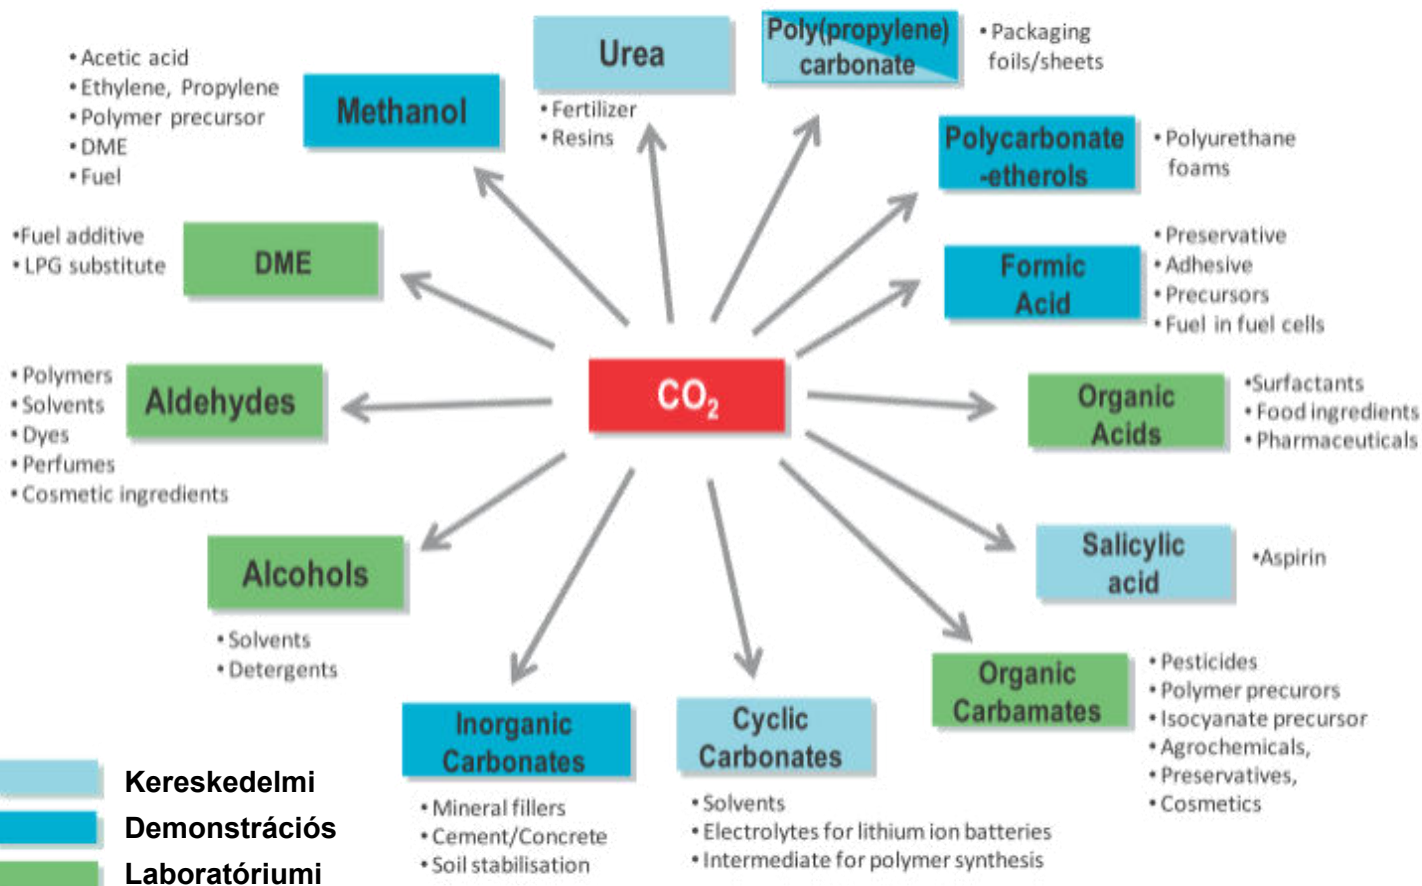 Urea
• Fertilizer
• Resins
Poly(propylene)
carbonate
• Packaging
foils/sheets
• Acetic acid
• Ethylene, Propylene
• Polymer precursor
• DME
• Fuel
Methanol
Polycarbonate
-etherols
• Polyurethane
foams
•Fuel additive
• LPG substitute
DME
Formic
Acid
• Preservative
• Adhesive
• Precursors
• Fuel in fuel cells
• Polymers
• Solvents
• Dyes
• Perfumes
• Cosmetic ingredients
Aldehydes
CO₂
Organic
Acids
•Surfactants
• Food ingredients
• Pharmaceuticals
Alcohols
• Solvents
• Detergents
Salicylic
acid
•Aspirin
Inorganic
Carbonates
• Mineral fillers
• Cement/Concrete
• Soil stabilisation
Cyclic
Carbonates
• Solvents
• Electrolytes for lithium ion batteries
• Intermediate for polymer synthesis
Organic
Carbamates
• Pesticides
• Polymer precurors
• Isocyanate precursor
• Agrochemicals,
• Preservatives,
• Cosmetics
Kereskedelmi
Demonstrációs
Laboratóriumi